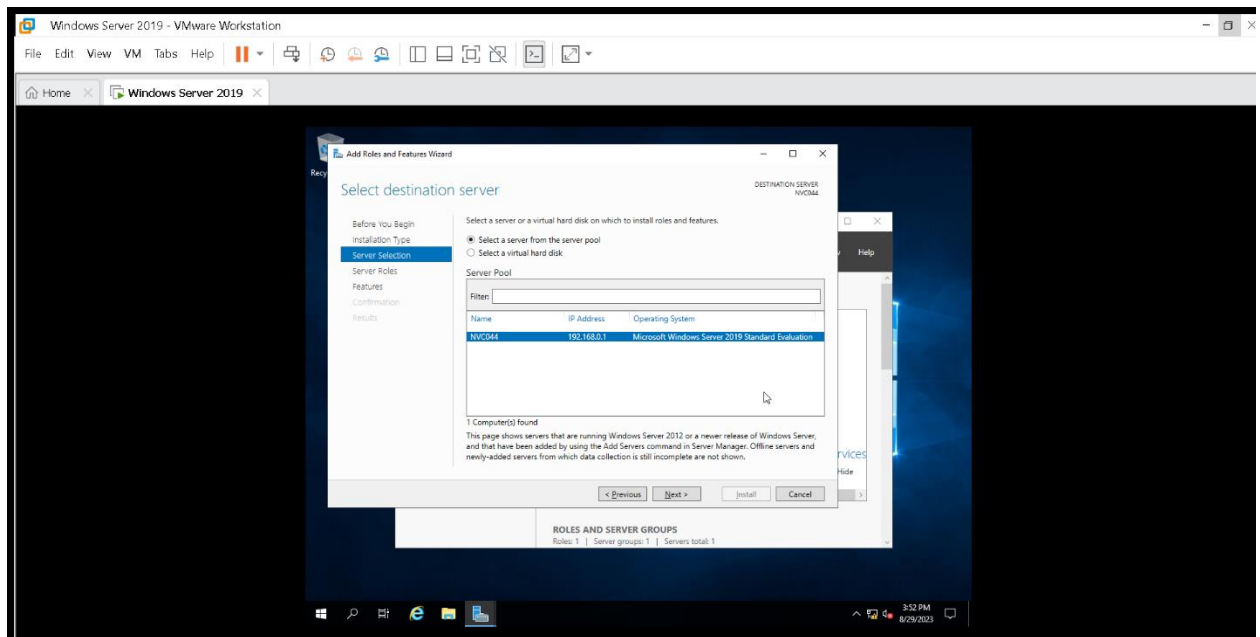 Windows Server 2019 - VMware Workstation
File Edit View VM Tabs Help
Home
Windows Server 2019
Recy
Add Roles and Features Wizard
Select destination server
DESTINATION SERVER
NVC044
Before You Begin
Installation Type
Server Selection
Server Roles
Features
Confirmation
Results
Select a server or a virtual hard disk on which to install roles and features.
Select a server from the server pool
Select a virtual hard disk
Server Pool
Filter:
Name IP Address Operating System
NVC044 192.168.0.1 Microsoft Windows Server 2019 Standard Evaluation
1 Computer(s) found
This page shows servers that are running Windows Server 2012 or a newer release of Windows Server,
and that have been added by using the Add Servers command in Server Manager. Offline servers and
newly-added servers from which data collection is still incomplete are not shown.
< Previous Next > Install Cancel
Help
rvices
Hide
ROLES AND SERVER GROUPS
Roles: 1 | Server groups: 1 | Servers total: 1
3:52 PM
8/29/2023